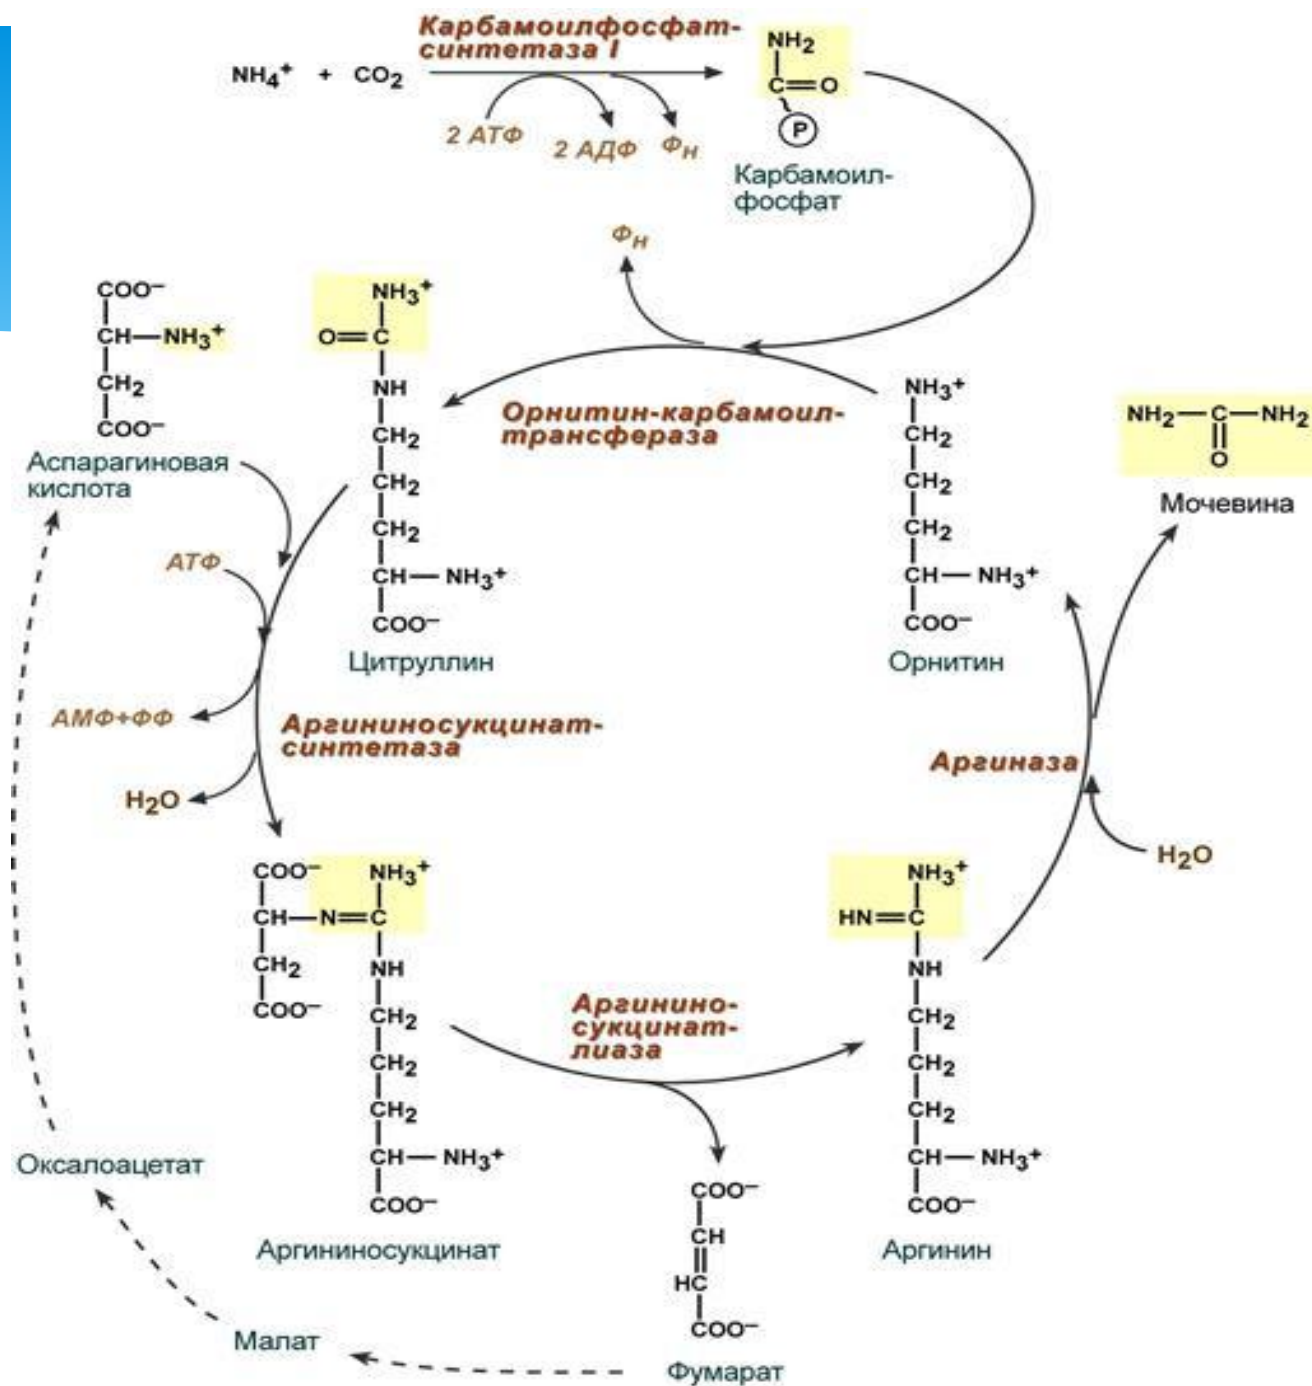 Карбамоилфосфат-
синтетаза I
NH₄⁺ + CO₂
2 АТФ
2 АДФ
Фн
NH₂
C=O
P
Карбамоил-
фосфат
Фн
COO⁻
CH—NH₃⁺
CH₂
COO⁻
Аспарагиновая
кислота
NH₃⁺
O=C
NH
CH₂
CH₂
CH₂
CH—NH₃⁺
COO⁻
Цитруллин
Орнитин-карбамоил-
трансфераза
NH₃⁺
CH₂
CH₂
CH₂
CH—NH₃⁺
COO⁻
Орнитин
NH₂—C—NH₂
O
Мочевина
АТФ
АМФ+ФФ
H₂O
Аргининосукцинат-
синтетаза
Аргиназа
H₂O
COO⁻ NH₃⁺
CH—N=C
CH₂ NH
COO⁻ CH₂
CH₂
CH₂
CH—NH₃⁺
COO⁻
Аргининосукцинат
Аргинино-
сукцинат-
лиаза
NH₃⁺
HN=C
NH
CH₂
CH₂
CH₂
CH—NH₃⁺
COO⁻
Аргинин
COO⁻
CH
HC
COO⁻
Фумарат
Малат
Оксалоацетат